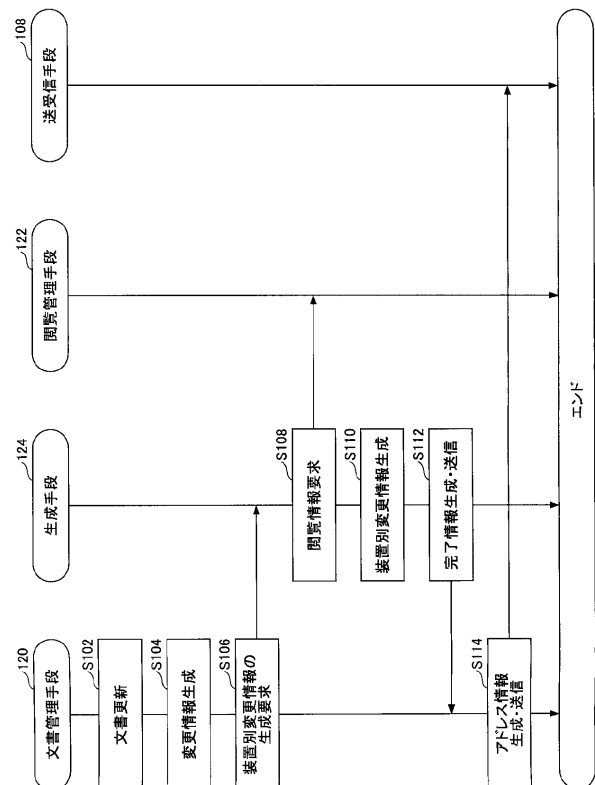 120
文書管理手段
S102
文書更新
S104
変更情報生成
S106
装置別変更情報の
生成要求
S114
アドレス情報
生成・送信
124
生成手段
S108
閲覧情報要求
S110
装置別変更情報生成
S112
完了情報生成・送信
122
閲覧管理手段
108
送受信手段
エンド